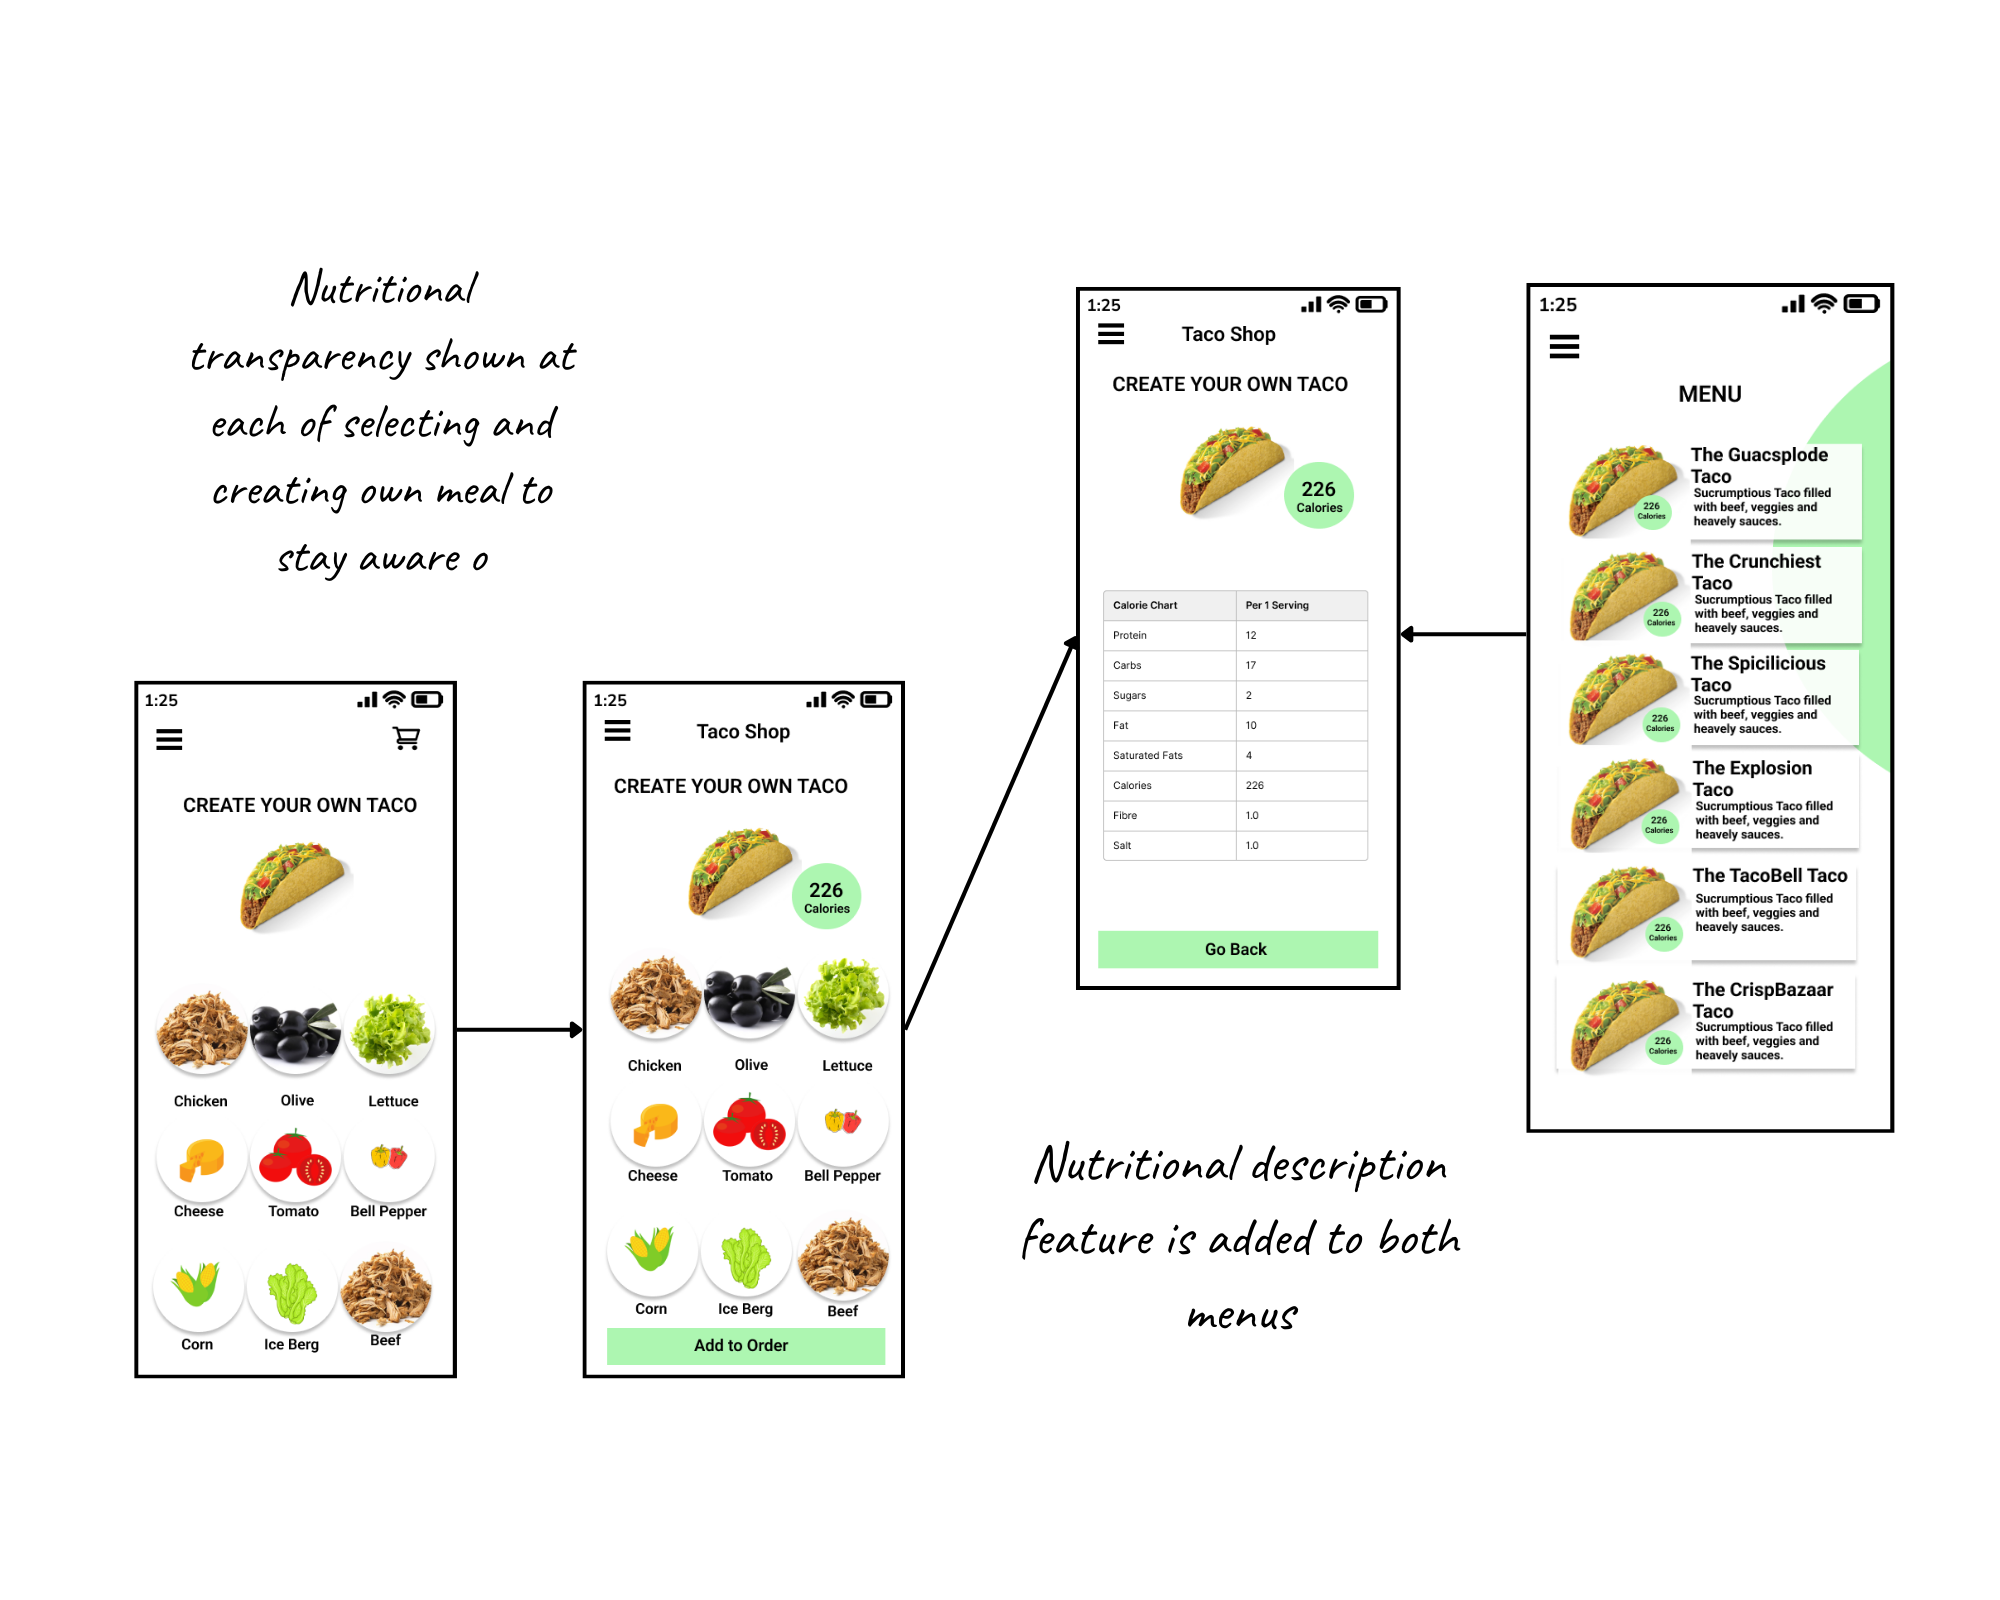 Nutritional
transparency shown at
each of selecting and
creating own meal to
stay aware o
1:25
CREATE YOUR OWN TACO
Chicken Olive Lettuce
Cheese Tomato Bell Pepper
Corn Ice Berg Beef
1:25
Taco Shop
CREATE YOUR OWN TACO
226
Calories
Chicken Olive Lettuce
Cheese Tomato Bell Pepper
Corn Ice Berg Beef
Add to Order
1:25
Taco Shop
CREATE YOUR OWN TACO
226
Calories
Calorie Chart Per 1 Serving
Protein 12
Carbs 17
Sugars 2
Fat 10
Saturated Fats 4
Calories 226
Fibre 1.0
Salt 1.0
Go Back
Nutritional description
feature is added to both
menus
1:25
MENU
The Guacsplode
Taco
Sucrumptious Taco filled
with beef, veggies and
heavely sauces.
226
Calories
The Crunchiest
Taco
Sucrumptious Taco filled
with beef, veggies and
heavely sauces.
226
Calories
The Spicilicious
Taco
Sucrumptious Taco filled
with beef, veggies and
heavely sauces.
226
Calories
The Explosion
Taco
Sucrumptious Taco filled
with beef, veggies and
heavely sauces.
226
Calories
The TacoBell Taco
Sucrumptious Taco filled
with beef, veggies and
heavely sauces.
226
Calories
The CrispBazaar
Taco
Sucrumptious Taco filled
with beef, veggies and
heavely sauces.
226
Calories